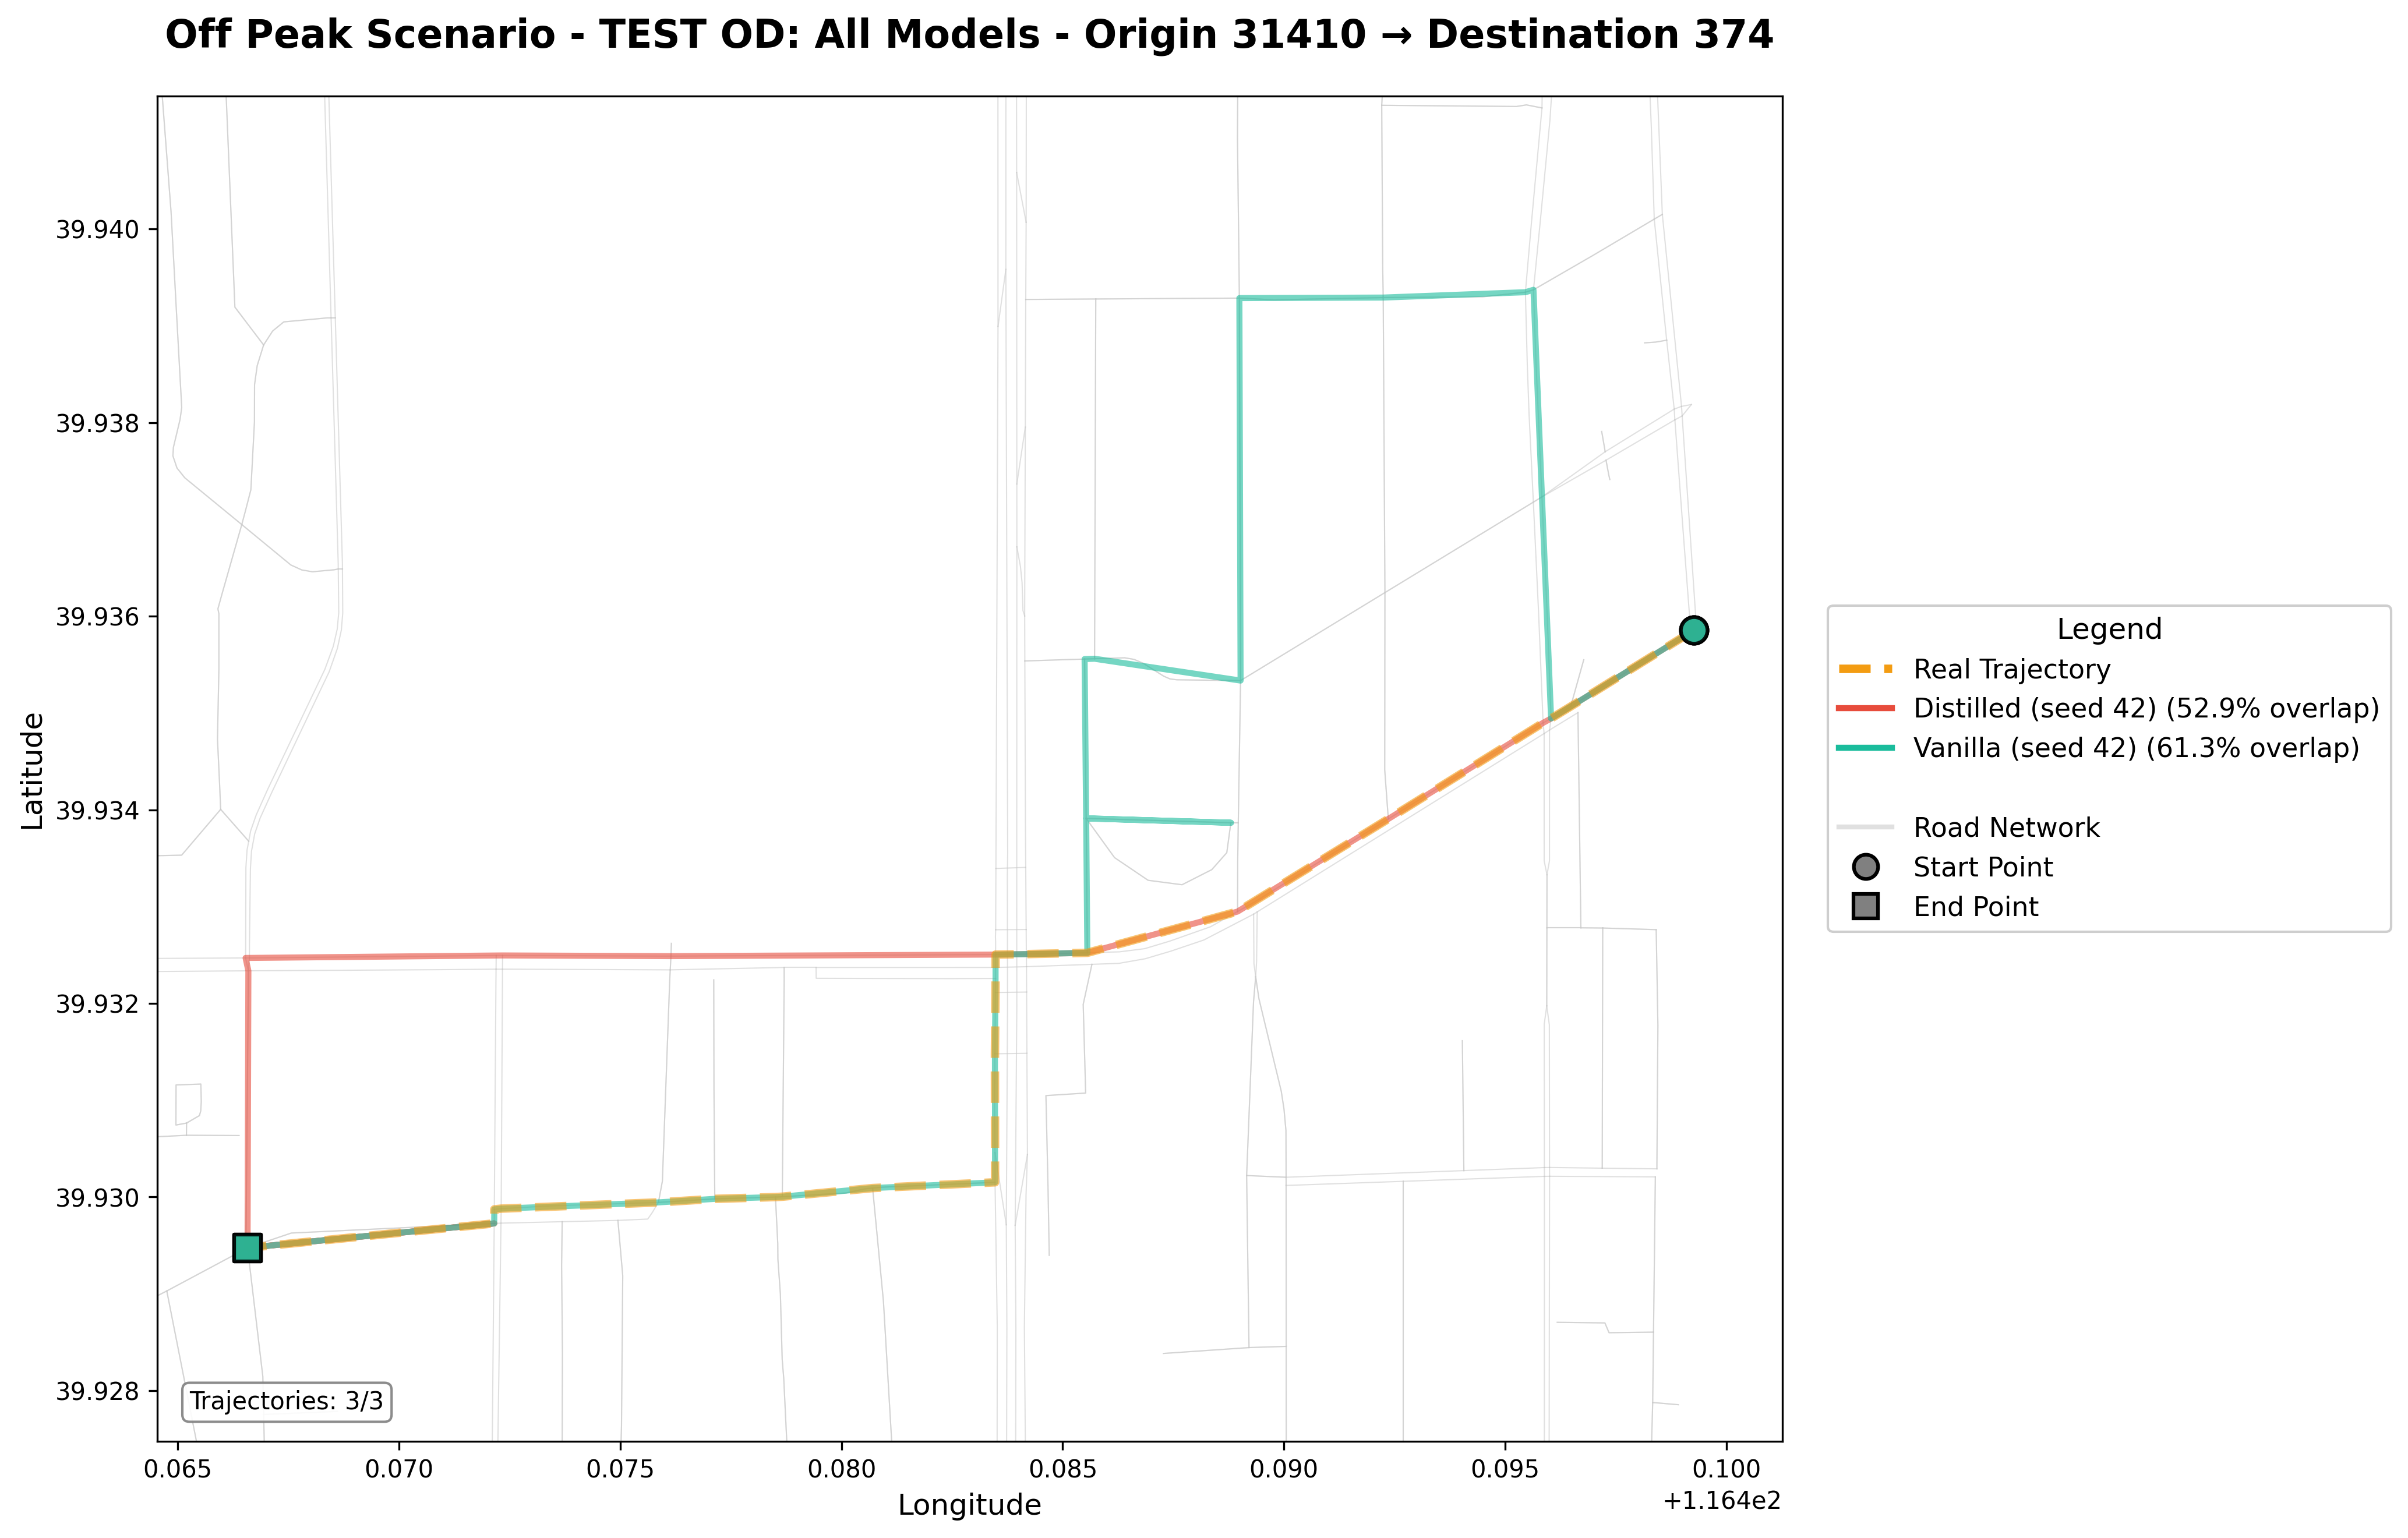 Off Peak Scenario - TEST OD: All Models - Origin 31410 → Destination 374
Latitude
39.940
39.938
39.936
39.934
39.932
39.930
39.928
Trajectories: 3/3
0.065 0.070 0.075 0.080 0.085 0.090 0.095 0.100
Longitude
+1.164e2
Legend
Real Trajectory
Distilled (seed 42) (52.9% overlap)
Vanilla (seed 42) (61.3% overlap)
Road Network
Start Point
End Point